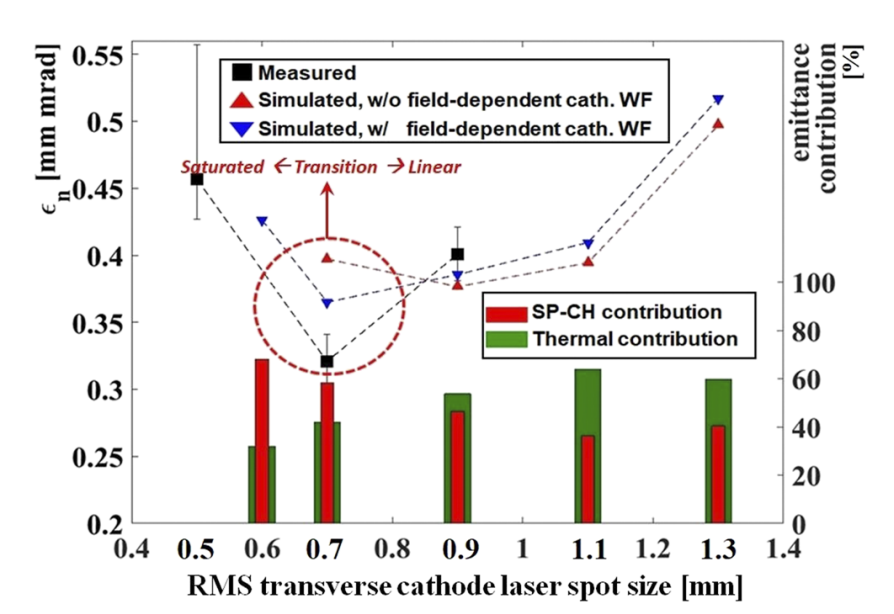 ϵn [mm mrad]
0.55
0.5
0.45
0.4
0.35
0.3
0.25
0.2
Measured
Simulated, w/o field-dependent cath. WF
Simulated, w/ field-dependent cath. WF
Saturated ← Transition → Linear
SP-CH contribution
Thermal contribution
emittance
contribution
[%]
100
80
60
40
20
0
0.4 0.5 0.6 0.7 0.8 0.9 1 1.1 1.2 1.3 1.4
RMS transverse cathode laser spot size [mm]